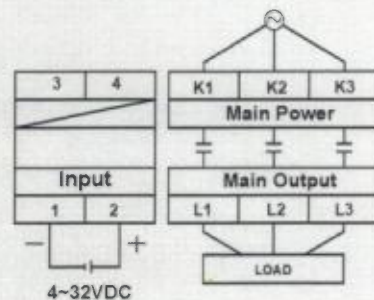 3 4
Input
1 2
− +
4~32VDC
K1 K2 K3
Main Power
Main Output
L1 L2 L3
LOAD